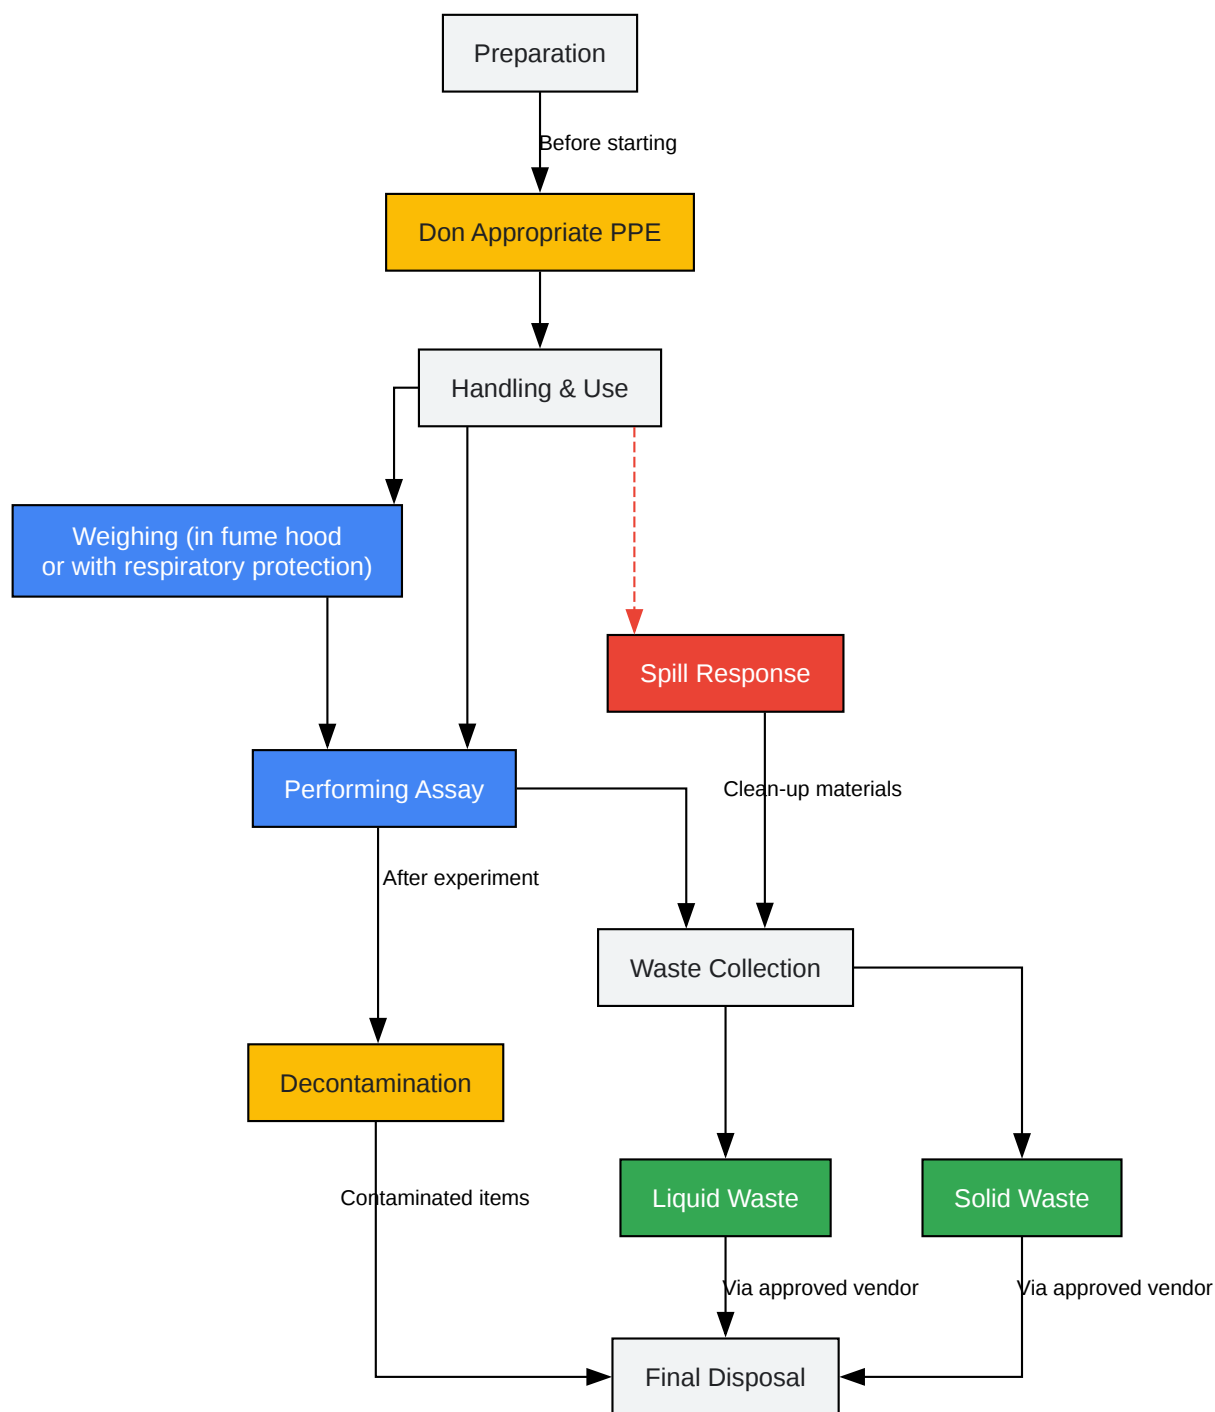 Preparation
Before starting
Don Appropriate PPE
Handling & Use
Weighing (in fume hood
or with respiratory protection)
Spill Response
Performing Assay
Clean-up materials
After experiment
Waste Collection
Decontamination
Contaminated items
Liquid Waste
Solid Waste
Via approved vendor
Via approved vendor
Final Disposal